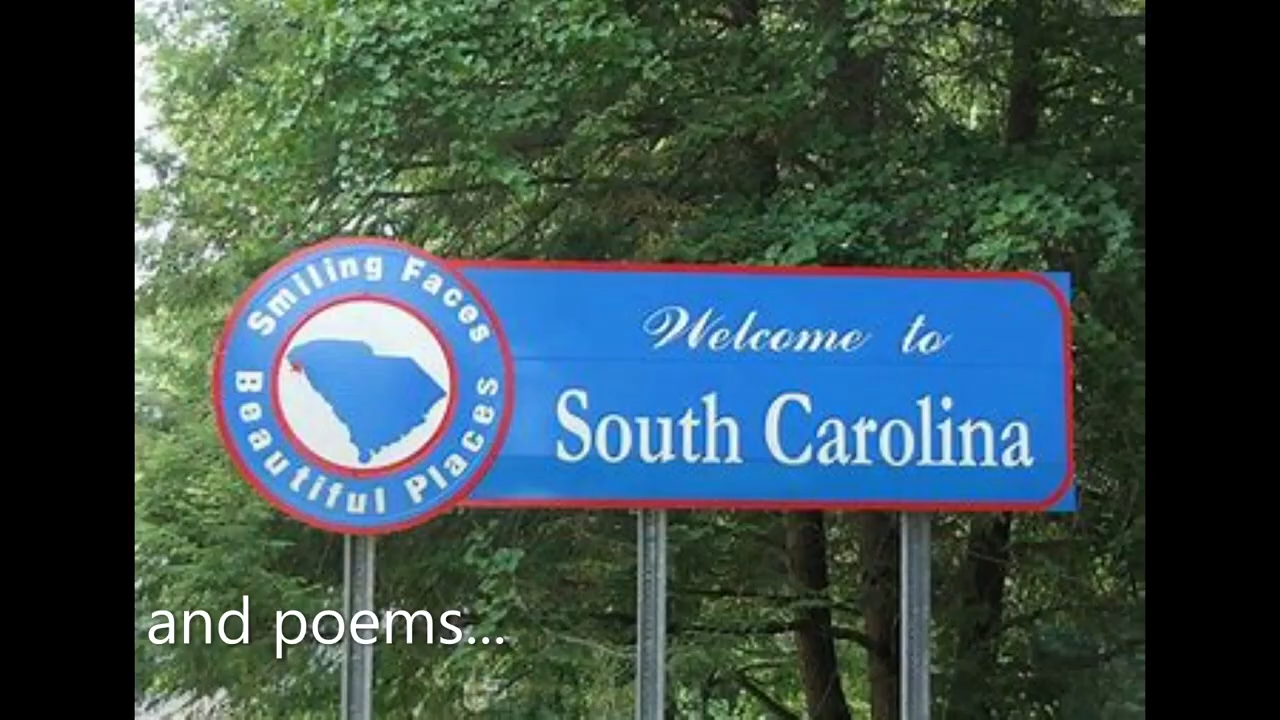 Smiling Faces
Beautiful Places
Welcome to
South Carolina
and poems...